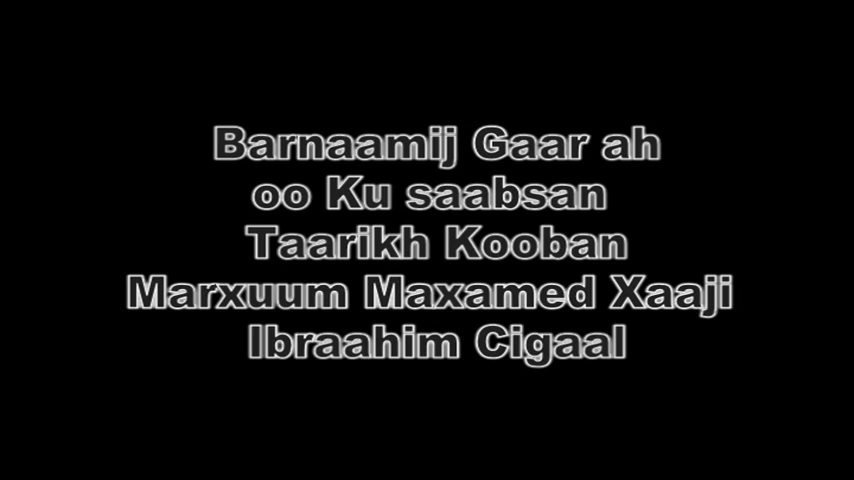 Barnaamij Gaar ah
oo Ku saabsan
Taarikh Kooban
Marxuum Maxamed Xaaji
Ibraahim Cigaal